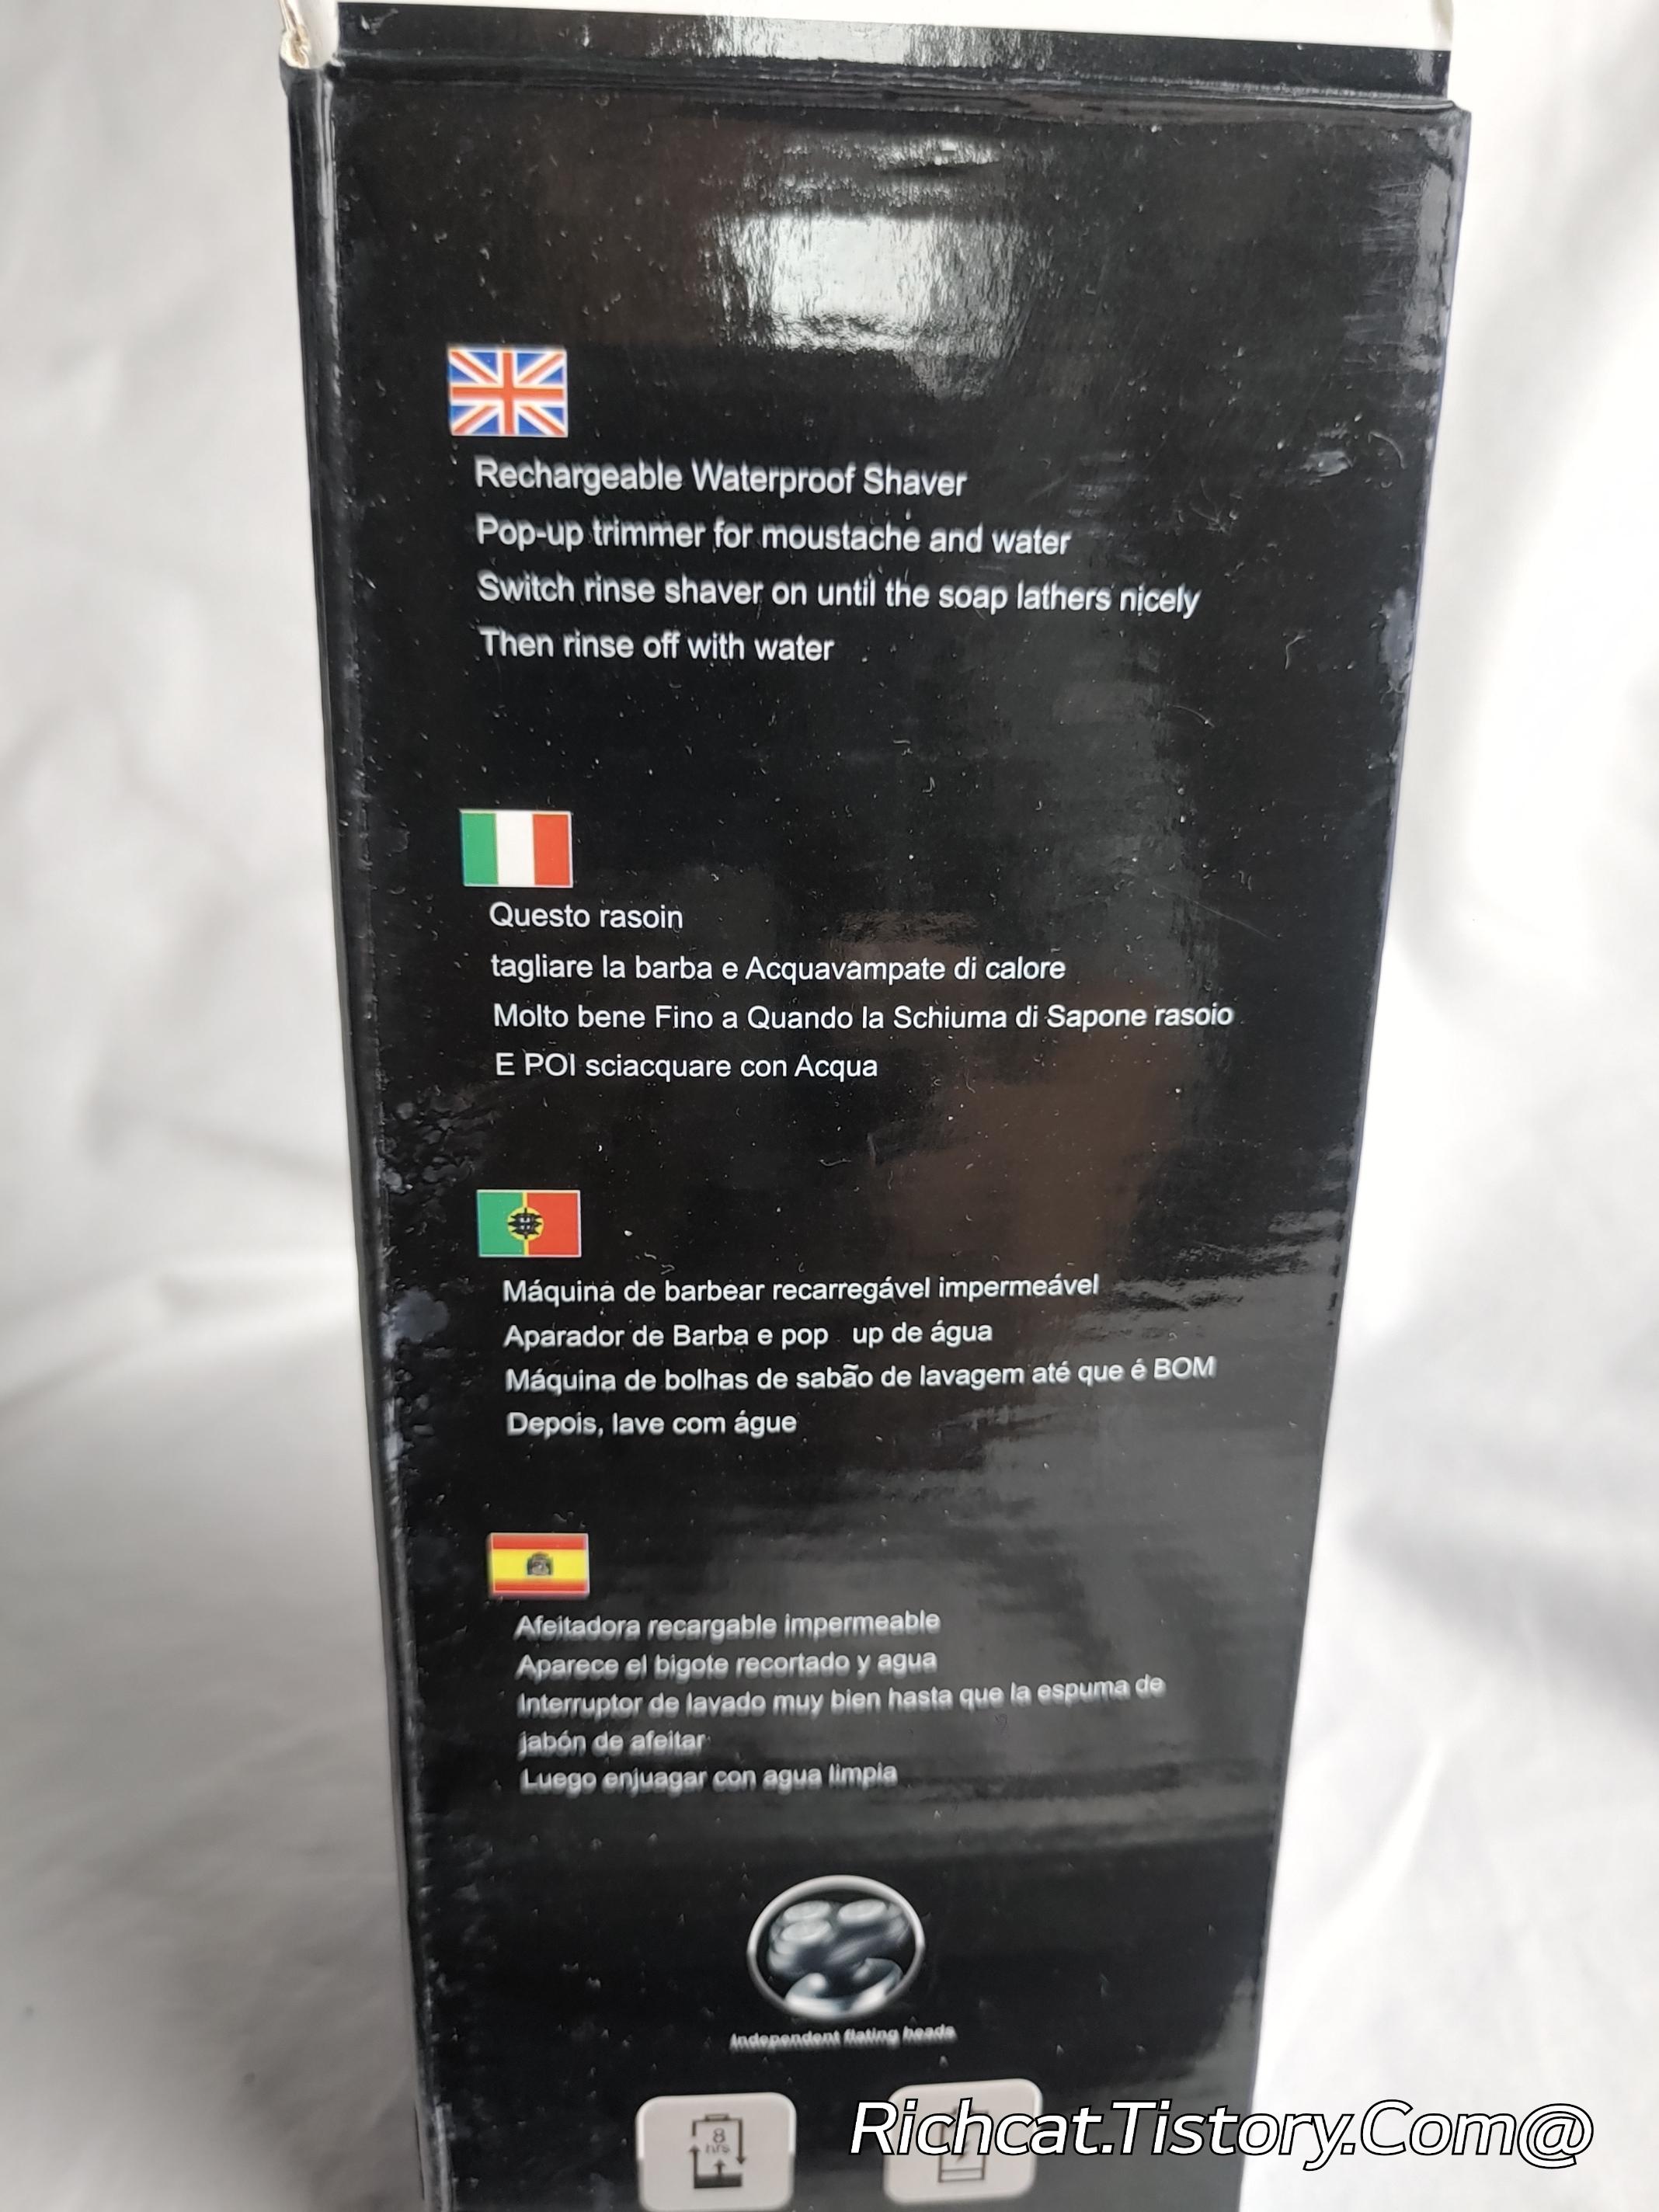 Rechargeable Waterproof Shaver
Pop-up trimmer for moustache and water
Switch rinse shaver on until the soap lathers nicely
Then rinse off with water
Questo rasoin
tagliare la barba e Acquavampate di calore
Molto bene Fino a Quando la Schiuma di Sapone rasoio
E POI sciacquare con Acqua
Máquina de barbear recarregável impermeável
Aparador de Barba e pop up de água
Máquina de bolhas de sabão de lavagem até que é BOM
Depois, lave com águe
Afeitadora recargable impermeable
Aparece el bigote recortado y agua
Interruptor de lavado muy bien hasta que la espuma de
jabón de afeitar
Luego enjuagar con agua limpia
Independent flating heads
8
hrs
Richcat.Tistory.Com@